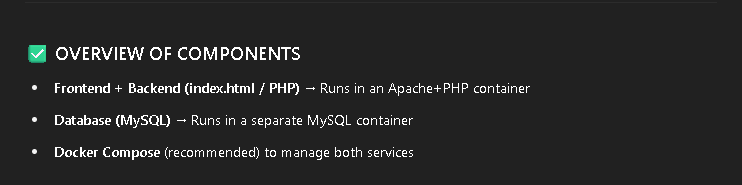 ✅ OVERVIEW OF COMPONENTS
• Frontend + Backend (index.html / PHP) → Runs in an Apache+PHP container
• Database (MySQL) → Runs in a separate MySQL container
• Docker Compose (recommended) to manage both services